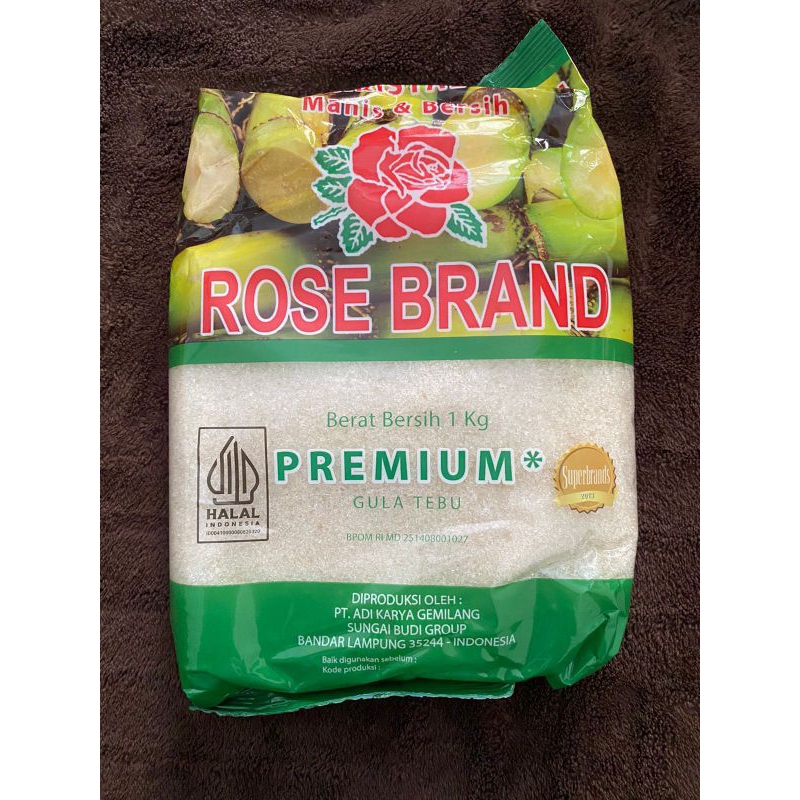 Manis & Bersih
ROSE BRAND
Berat Bersih 1 Kg
PREMIUM*
GULA TEBU
HALAL
INDONESIA
Superbrands
BPOM RI MD 251408001027
DIPRODUKSI OLEH :
PT. ADI KARYA GEMILANG
SUNGAI BUDI GROUP
BANDAR LAMPUNG 35244 - INDONESIA
Baik digunakan sebelum :
Kode produksi :